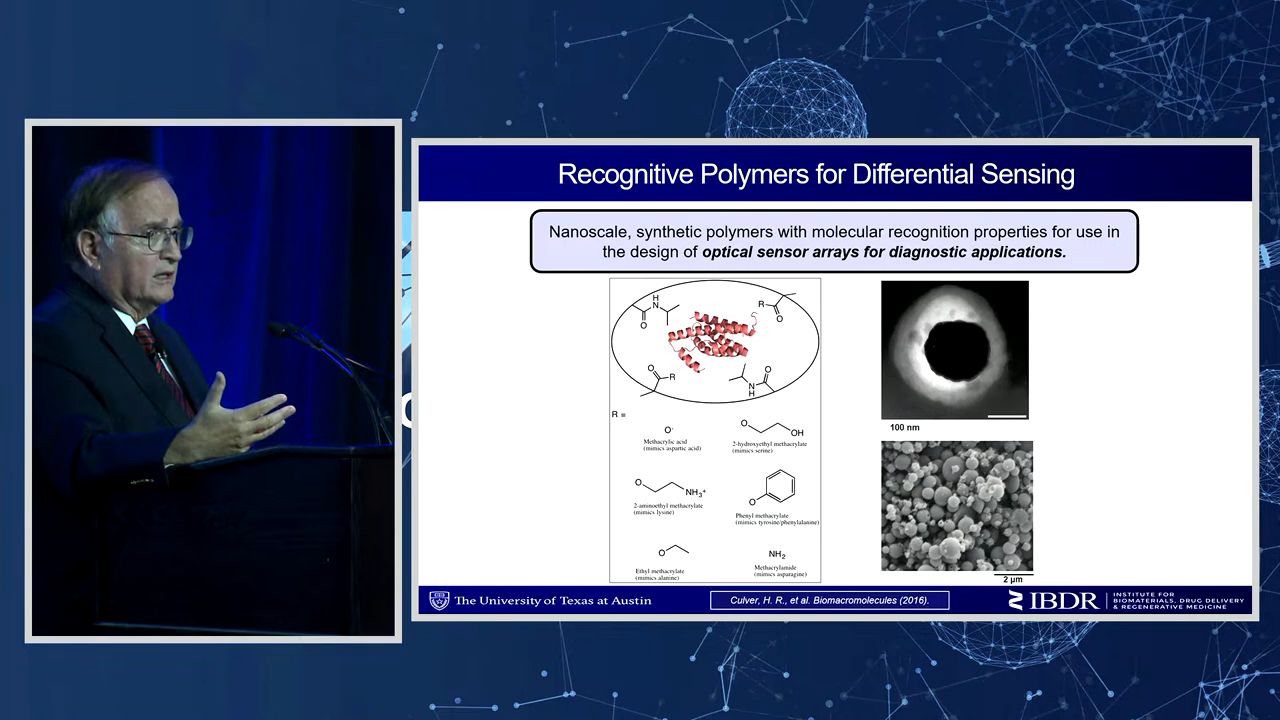 Recognitive Polymers for Differential Sensing
Nanoscale, synthetic polymers with molecular recognition properties for use in
the design of optical sensor arrays for diagnostic applications.
H
N
O
R
O
O
R
O
N
H
R =
O-
Methacrylic acid
(mimics aspartic acid)
O
OH
2-hydroxyethyl methacrylate
(mimics serine)
O
NH3+
2-aminoethyl methacrylate
(mimics lysine)
O
Phenyl methacrylate
(mimics tyrosine/phenylalanine)
O
Ethyl methacrylate
(mimics alanine)
NH2
Methacrylamide
(mimics asparagine)
100 nm
2 μm
The University of Texas at Austin
Culver, H. R., et al. Biomacromolecules (2016).
IBDR
INSTITUTE FOR
BIOMATERIALS, DRUG DELIVERY
& REGENERATIVE MEDICINE